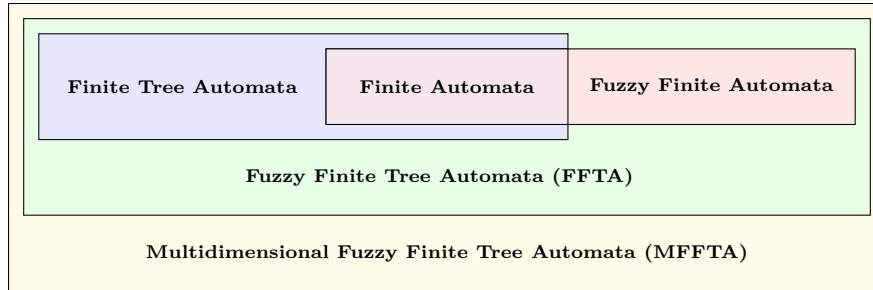 Finite Tree Automata
Finite Automata
Fuzzy Finite Automata
Fuzzy Finite Tree Automata (FFTA)
Multidimensional Fuzzy Finite Tree Automata (MFFTA)